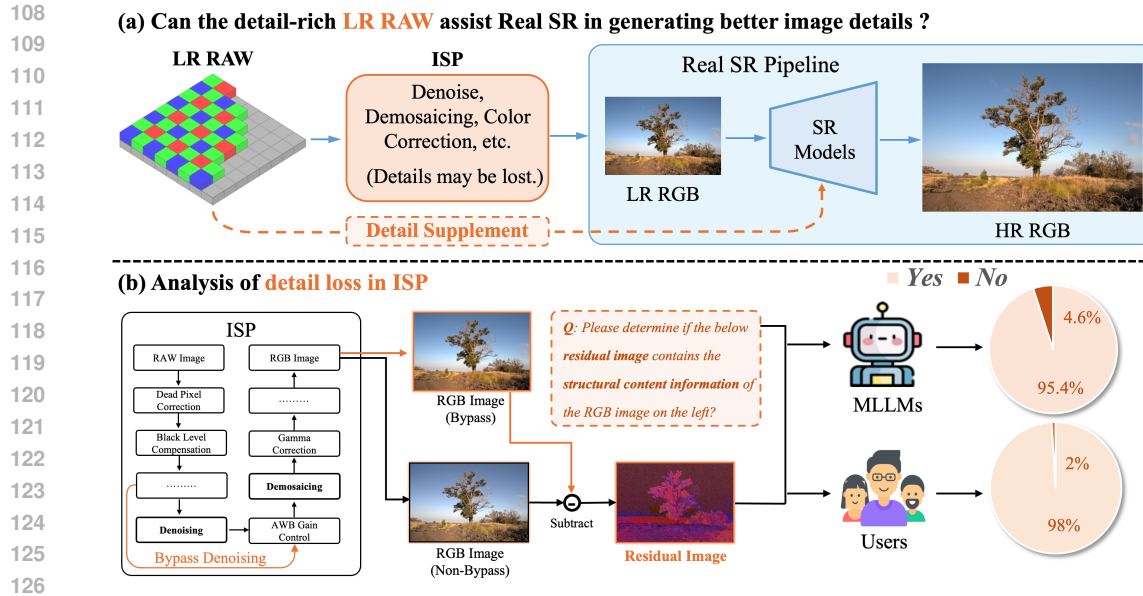 108
109
110
111
112
113
114
115
116
117
118
119
120
121
122
123
124
125
126
(a) Can the detail-rich LR RAW assist Real SR in generating better image details ?
LR RAW
ISP
Denoise,
Demosaicing, Color
Correction, etc.
(Details may be lost.)
Real SR Pipeline
LR RGB
SR
Models
HR RGB
Detail Supplement
(b) Analysis of detail loss in ISP
Yes
No
ISP
RAW Image
Dead Pixel
Correction
Black Level
Compensation
.........
Denoising
RGB Image
.........
Gamma
Correction
Demosaicing
AWB Gain
Control
Bypass Denoising
RGB Image
(Bypass)
RGB Image
(Non-Bypass)
Subtract
Q: Please determine if the below
residual image contains the
structural content information of
the RGB image on the left?
Residual Image
MLLMs
4.6%
95.4%
Users
2%
98%